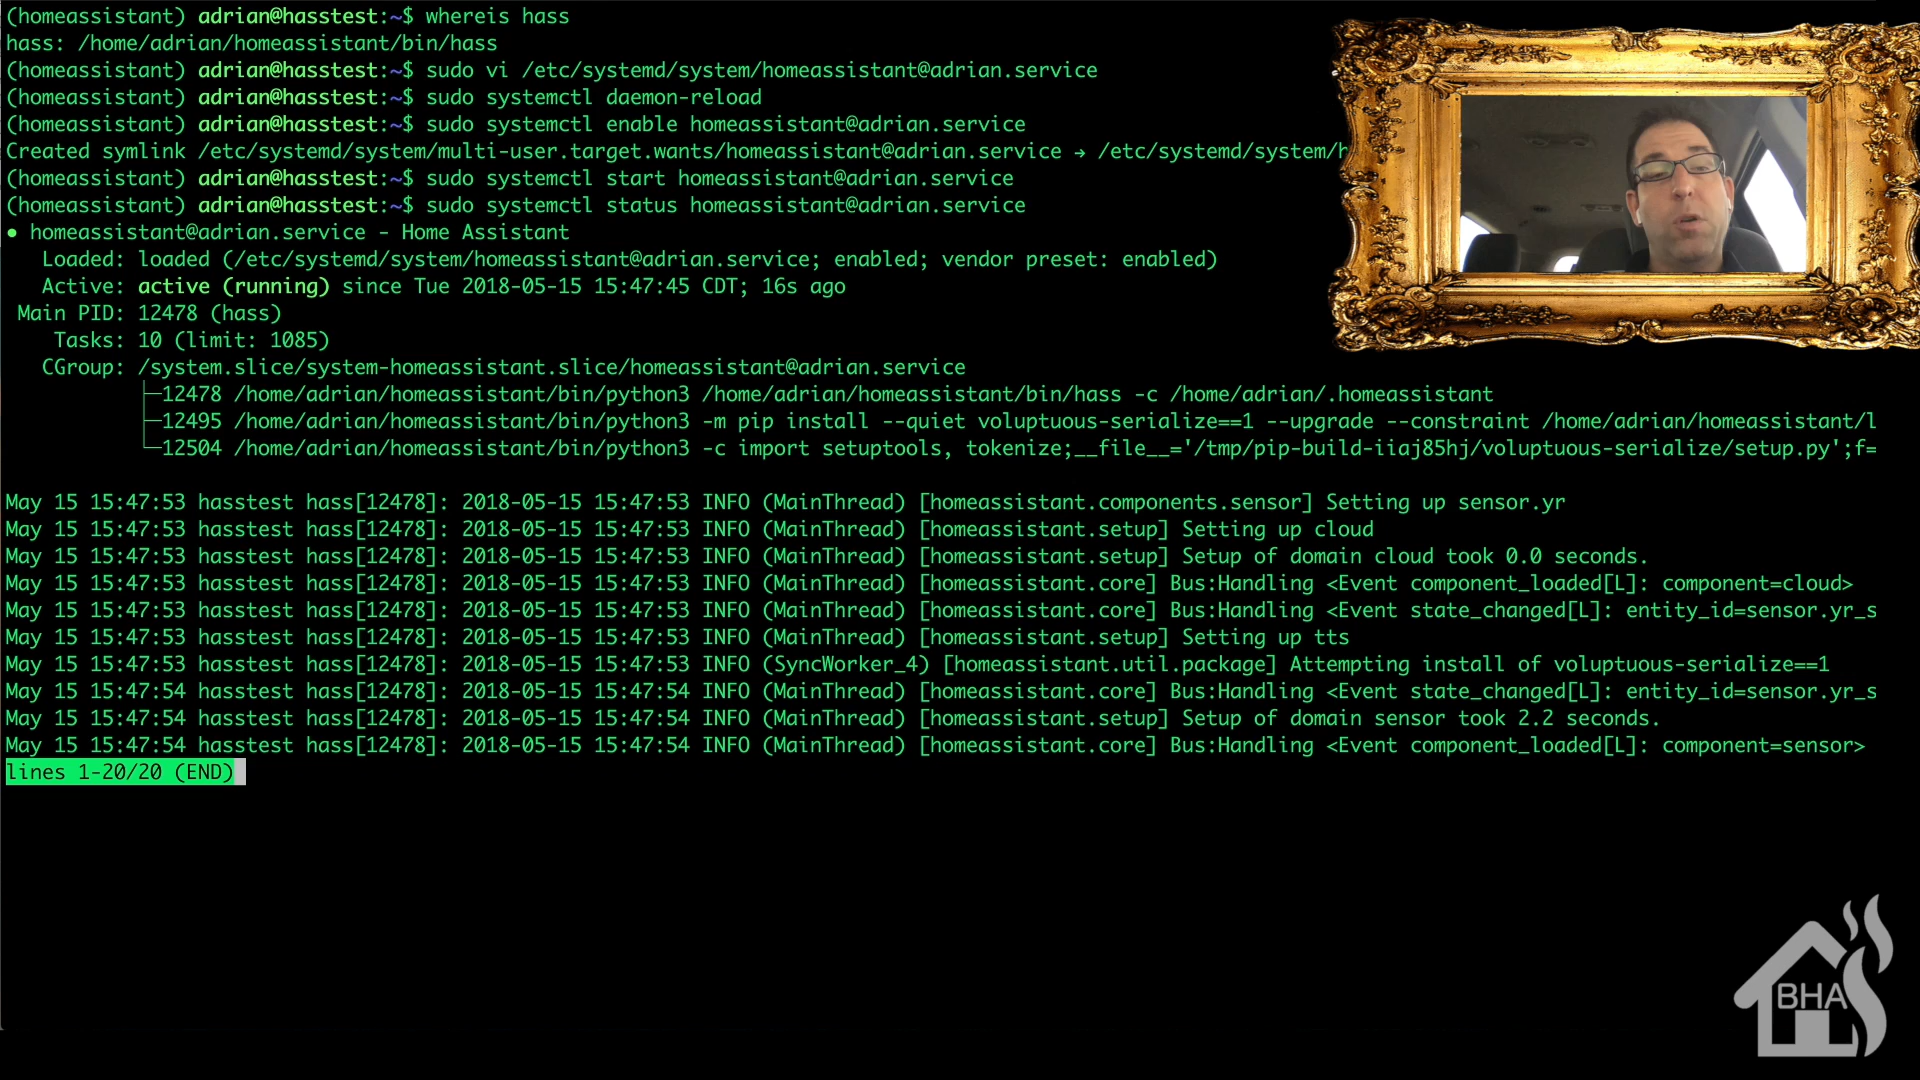 (homeassistant) adrian@hasstest:~$ whereis hass
hass: /home/adrian/homeassistant/bin/hass
(homeassistant) adrian@hasstest:~$ sudo vi /etc/systemd/system/homeassistant@adrian.service
(homeassistant) adrian@hasstest:~$ sudo systemctl daemon-reload
(homeassistant) adrian@hasstest:~$ sudo systemctl enable homeassistant@adrian.service
Created symlink /etc/systemd/system/multi-user.target.wants/homeassistant@adrian.service → /etc/systemd/system/h
(homeassistant) adrian@hasstest:~$ sudo systemctl start homeassistant@adrian.service
(homeassistant) adrian@hasstest:~$ sudo systemctl status homeassistant@adrian.service
● homeassistant@adrian.service - Home Assistant
Loaded: loaded (/etc/systemd/system/homeassistant@adrian.service; enabled; vendor preset: enabled)
Active: active (running) since Tue 2018-05-15 15:47:45 CDT; 16s ago
Main PID: 12478 (hass)
Tasks: 10 (limit: 1085)
CGroup: /system.slice/system-homeassistant.slice/homeassistant@adrian.service
├─12478 /home/adrian/homeassistant/bin/python3 /home/adrian/homeassistant/bin/hass -c /home/adrian/.homeassistant
├─12495 /home/adrian/homeassistant/bin/python3 -m pip install --quiet voluptuous-serialize==1 --upgrade --constraint /home/adrian/homeassistant/l
└─12504 /home/adrian/homeassistant/bin/python3 -c import setuptools, tokenize;__file__='/tmp/pip-build-iiaj85hj/voluptuous-serialize/setup.py';f=
May 15 15:47:53 hasstest hass[12478]: 2018-05-15 15:47:53 INFO (MainThread) [homeassistant.components.sensor] Setting up sensor.yr
May 15 15:47:53 hasstest hass[12478]: 2018-05-15 15:47:53 INFO (MainThread) [homeassistant.setup] Setting up cloud
May 15 15:47:53 hasstest hass[12478]: 2018-05-15 15:47:53 INFO (MainThread) [homeassistant.setup] Setup of domain cloud took 0.0 seconds.
May 15 15:47:53 hasstest hass[12478]: 2018-05-15 15:47:53 INFO (MainThread) [homeassistant.core] Bus:Handling <Event component_loaded[L]: component=cloud>
May 15 15:47:53 hasstest hass[12478]: 2018-05-15 15:47:53 INFO (MainThread) [homeassistant.core] Bus:Handling <Event state_changed[L]: entity_id=sensor.yr_s
May 15 15:47:53 hasstest hass[12478]: 2018-05-15 15:47:53 INFO (MainThread) [homeassistant.setup] Setting up tts
May 15 15:47:53 hasstest hass[12478]: 2018-05-15 15:47:53 INFO (SyncWorker_4) [homeassistant.util.package] Attempting install of voluptuous-serialize==1
May 15 15:47:54 hasstest hass[12478]: 2018-05-15 15:47:54 INFO (MainThread) [homeassistant.core] Bus:Handling <Event state_changed[L]: entity_id=sensor.yr_s
May 15 15:47:54 hasstest hass[12478]: 2018-05-15 15:47:54 INFO (MainThread) [homeassistant.setup] Setup of domain sensor took 2.2 seconds.
May 15 15:47:54 hasstest hass[12478]: 2018-05-15 15:47:54 INFO (MainThread) [homeassistant.core] Bus:Handling <Event component_loaded[L]: component=sensor>
lines 1-20/20 (END)
BHA